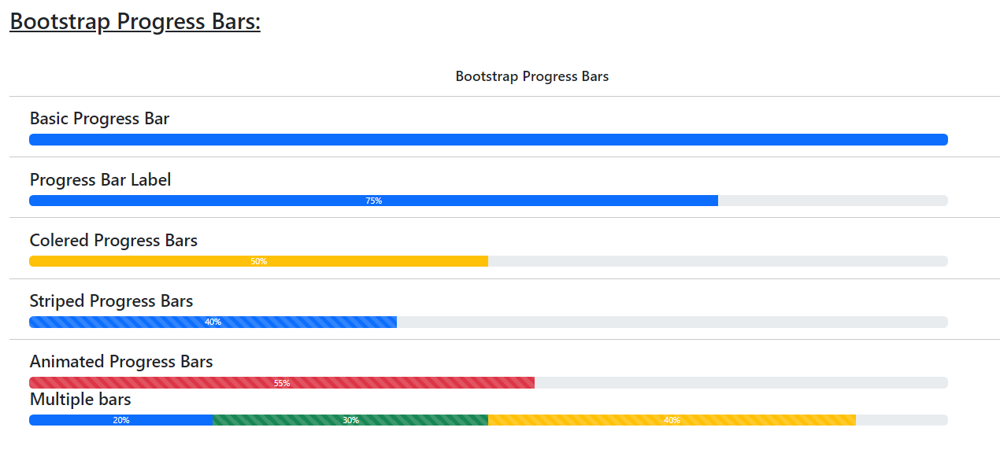 Bootstrap Progress Bars:
Bootstrap Progress Bars
Basic Progress Bar
Progress Bar Label
75%
Colered Progress Bars
50%
Striped Progress Bars
40%
Animated Progress Bars
55%
Multiple bars
20% 30% 40%